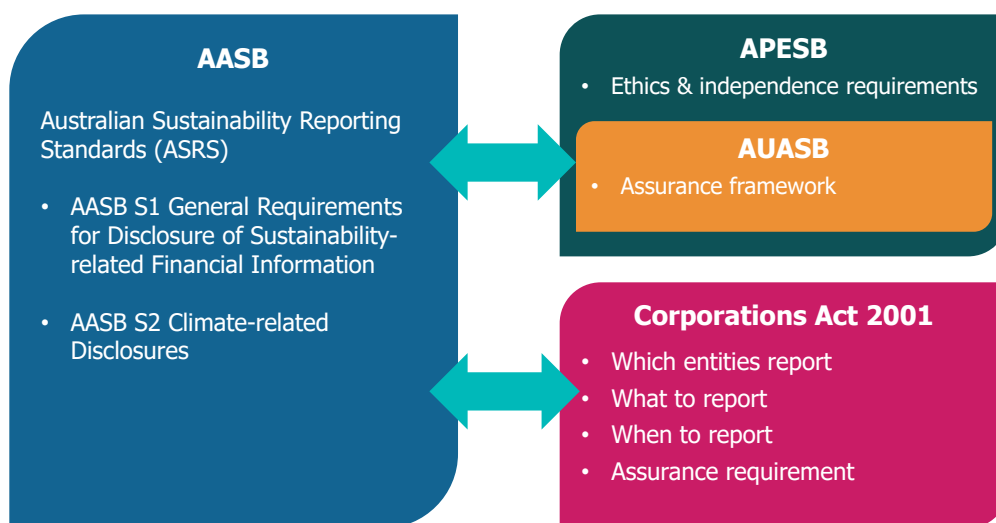 AASB
Australian Sustainability Reporting
Standards (ASRS)
• AASB S1 General Requirements
for Disclosure of Sustainability-
related Financial Information
• AASB S2 Climate-related
Disclosures
APESB
• Ethics & independence requirements
AUASB
• Assurance framework
Corporations Act 2001
• Which entities report
• What to report
• When to report
• Assurance requirement